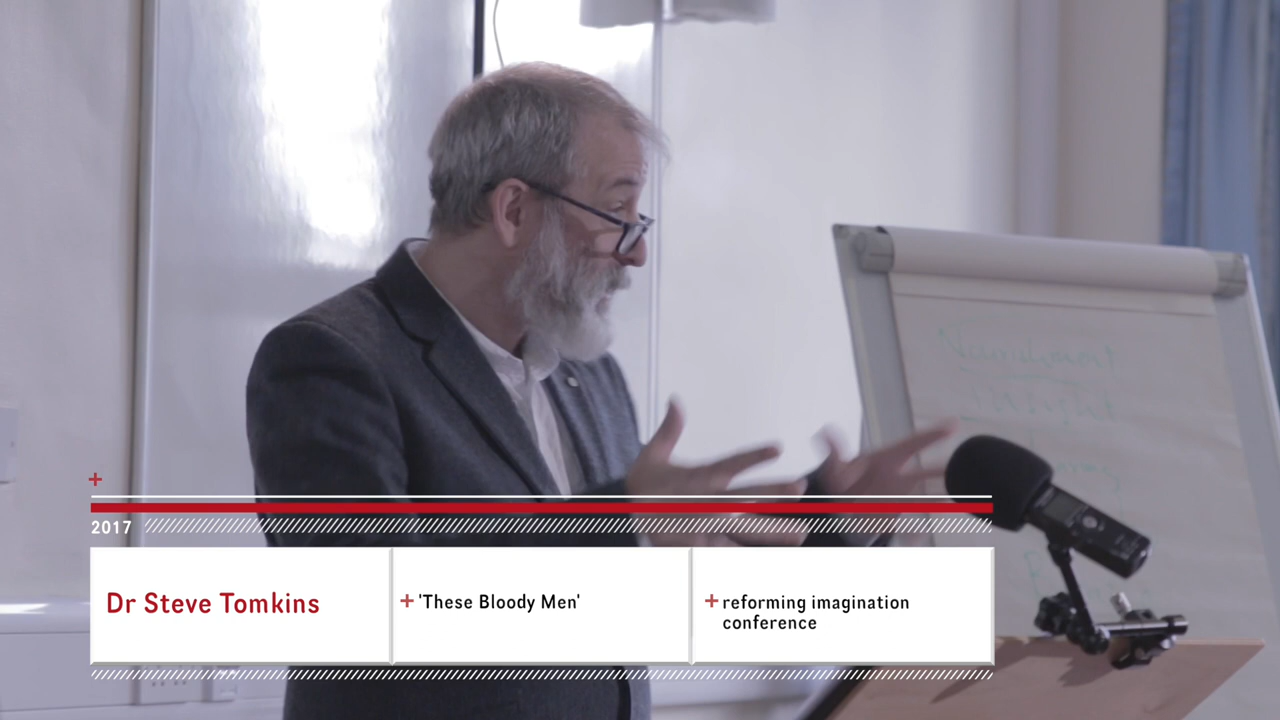 2017
Dr Steve Tomkins
+ 'These Bloody Men'
+ reforming imagination
conference